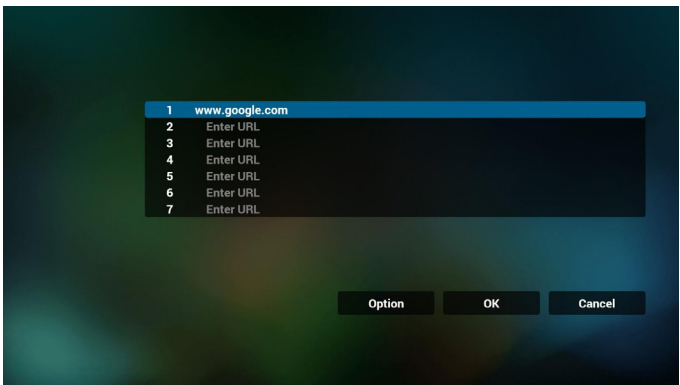 1 www.google.com
2 Enter URL
3 Enter URL
4 Enter URL
5 Enter URL
6 Enter URL
7 Enter URL
Option OK Cancel